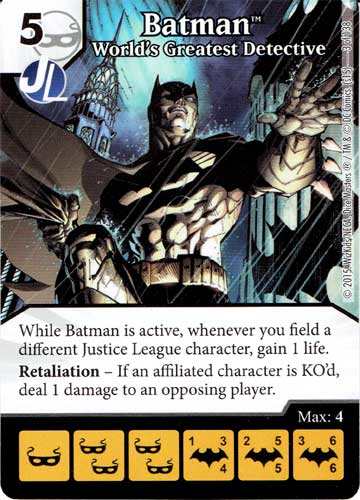 5
Batman™
World's Greatest Detective
JL
While Batman is active, whenever you field a
different Justice League character, gain 1 life.
Retaliation – If an affiliated character is KO'd,
deal 1 damage to an opposing player.
Max: 4
1 3 4
2 5 5
3 6 6